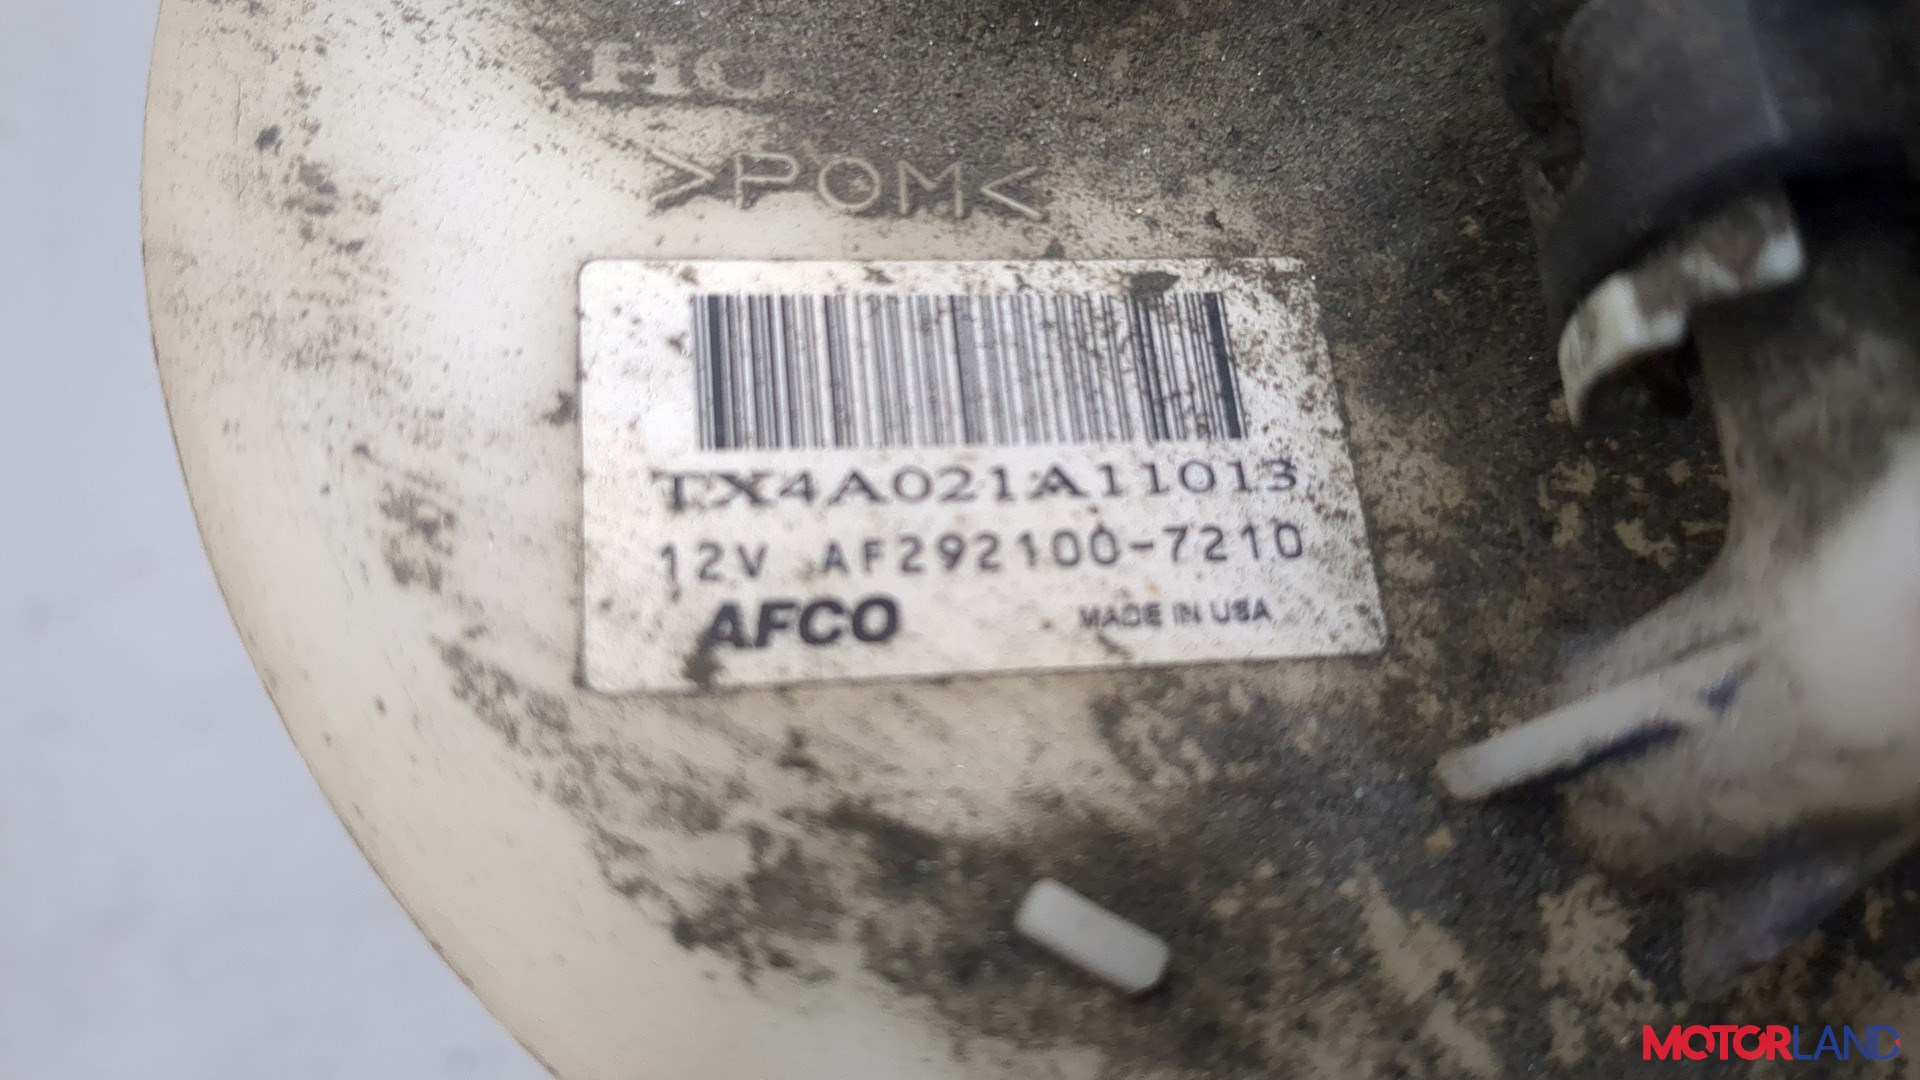 >POM<
TX4A021A11013
12V AF292100-7210
AFCO MADE IN USA
MOTORLAND